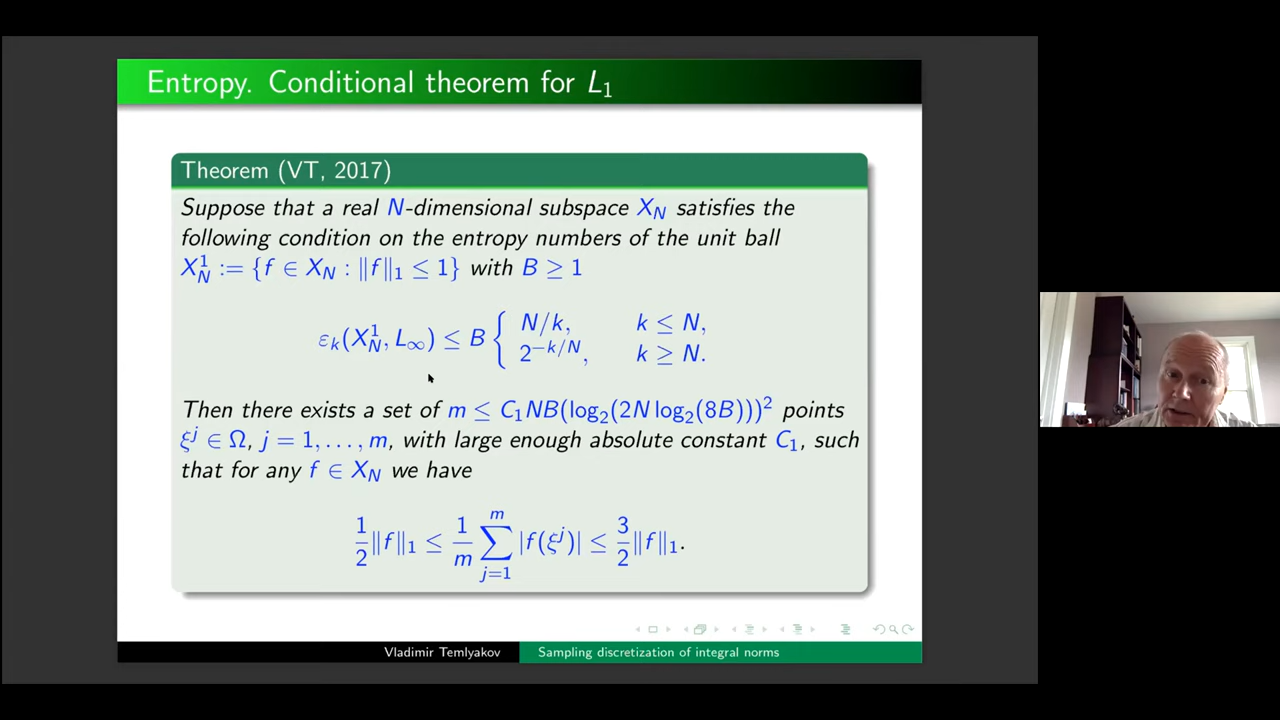 Entropy. Conditional theorem for L₁
Theorem (VT, 2017)
Suppose that a real N-dimensional subspace X_N satisfies the
following condition on the entropy numbers of the unit ball
X_N^1 := {f ∈ X_N : ‖f‖₁ ≤ 1} with B ≥ 1
ε_k(X_N^1, L_∞) ≤ B { N/k, k ≤ N,
2^{-k/N}, k ≥ N.
Then there exists a set of m ≤ C₁NB(log₂(2N log₂(8B)))² points
ξ^j ∈ Ω, j = 1, . . . , m, with large enough absolute constant C₁, such
that for any f ∈ X_N we have
1/2 ‖f‖₁ ≤ 1/m ∑_{j=1}^{m} |f(ξ^j)| ≤ 3/2 ‖f‖₁.
Vladimir Temlyakov Sampling discretization of integral norms